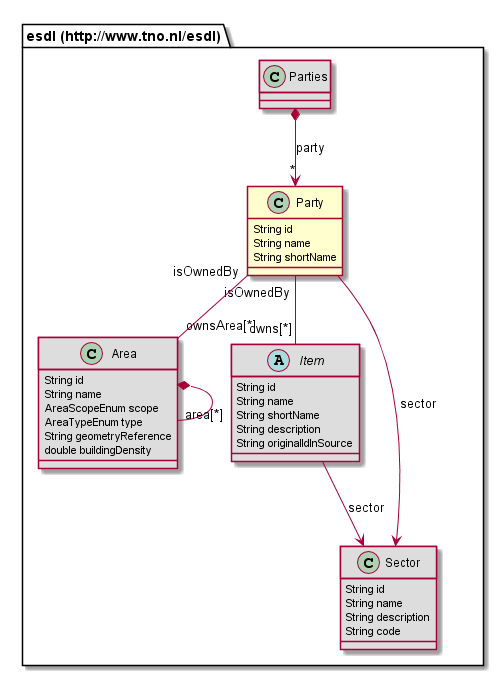 esdl (http://www.tno.nl/esdl)
C Parties
party
*
C Party
String id
String name
String shortName
isOwnedBy
isOwnedBy
ownsArea[*]
owns[*]
C Area
String id
String name
AreaScopeEnum scope
AreaTypeEnum type
String geometryReference
double buildingDensity
area[*]
A Item
String id
String name
String shortName
String description
String originalIdInSource
sector
sector
C Sector
String id
String name
String description
String code